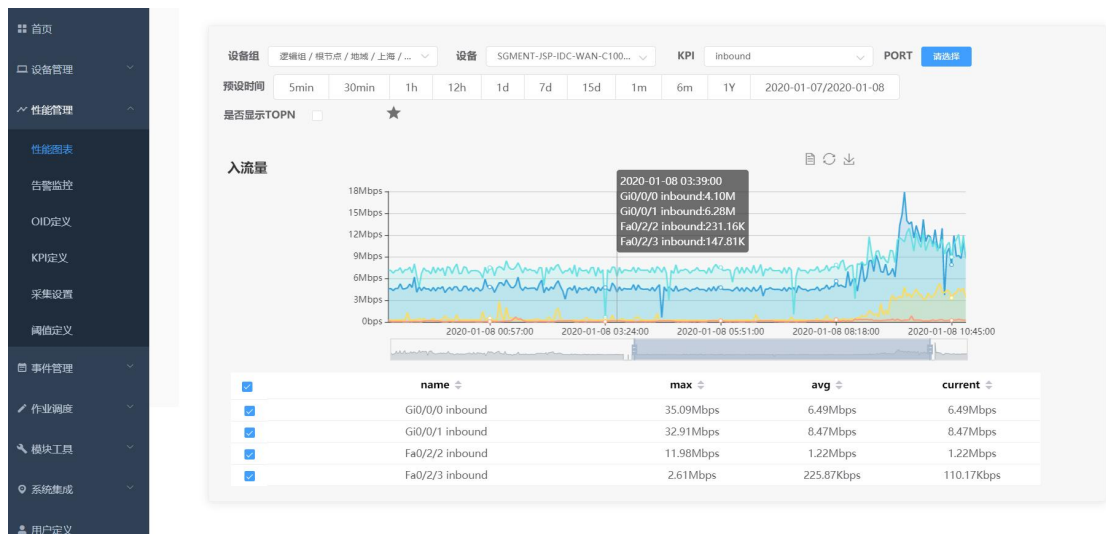 首页
设备管理
性能管理
性能图表
告警监控
OID定义
KPI定义
采集设置
阈值定义
事件管理
作业调度
模块工具
系统集成
用户定义
设备组 逻辑组 / 根节点 / 地域 / 上海 / ... 设备 SGMENT-JSP-IDC-WAN-C100... KPI inbound PORT 请选择
预设时间 5min 30min 1h 12h 1d 7d 15d 1m 6m 1Y 2020-01-07/2020-01-08
是否显示TOPN
入流量
2020-01-08 03:39:00
Gi0/0/0 inbound:4.10M
Gi0/0/1 inbound:6.28M
Fa0/2/2 inbound:231.16K
Fa0/2/3 inbound:147.81K
18Mbps
15Mbps
12Mbps
9Mbps
6Mbps
3Mbps
0bps
2020-01-08 00:57:00 2020-01-08 03:24:00 2020-01-08 05:51:00 2020-01-08 08:18:00 2020-01-08 10:45:00
name max avg current
Gi0/0/0 inbound 35.09Mbps 6.49Mbps 6.49Mbps
Gi0/0/1 inbound 32.91Mbps 8.47Mbps 8.47Mbps
Fa0/2/2 inbound 11.98Mbps 1.22Mbps 1.22Mbps
Fa0/2/3 inbound 2.61Mbps 225.87Kbps 110.17Kbps